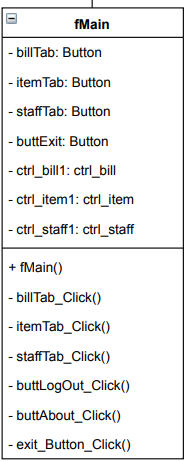 fMain
- billTab: Button
- itemTab: Button
- staffTab: Button
- buttExit: Button
- ctrl_bill1: ctrl_bill
- ctrl_item1: ctrl_item
- ctrl_staff1: ctrl_staff
+ fMain()
- billTab_Click()
- itemTab_Click()
- staffTab_Click()
- buttLogOut_Click()
- buttAbout_Click()
- exit_Button_Click()